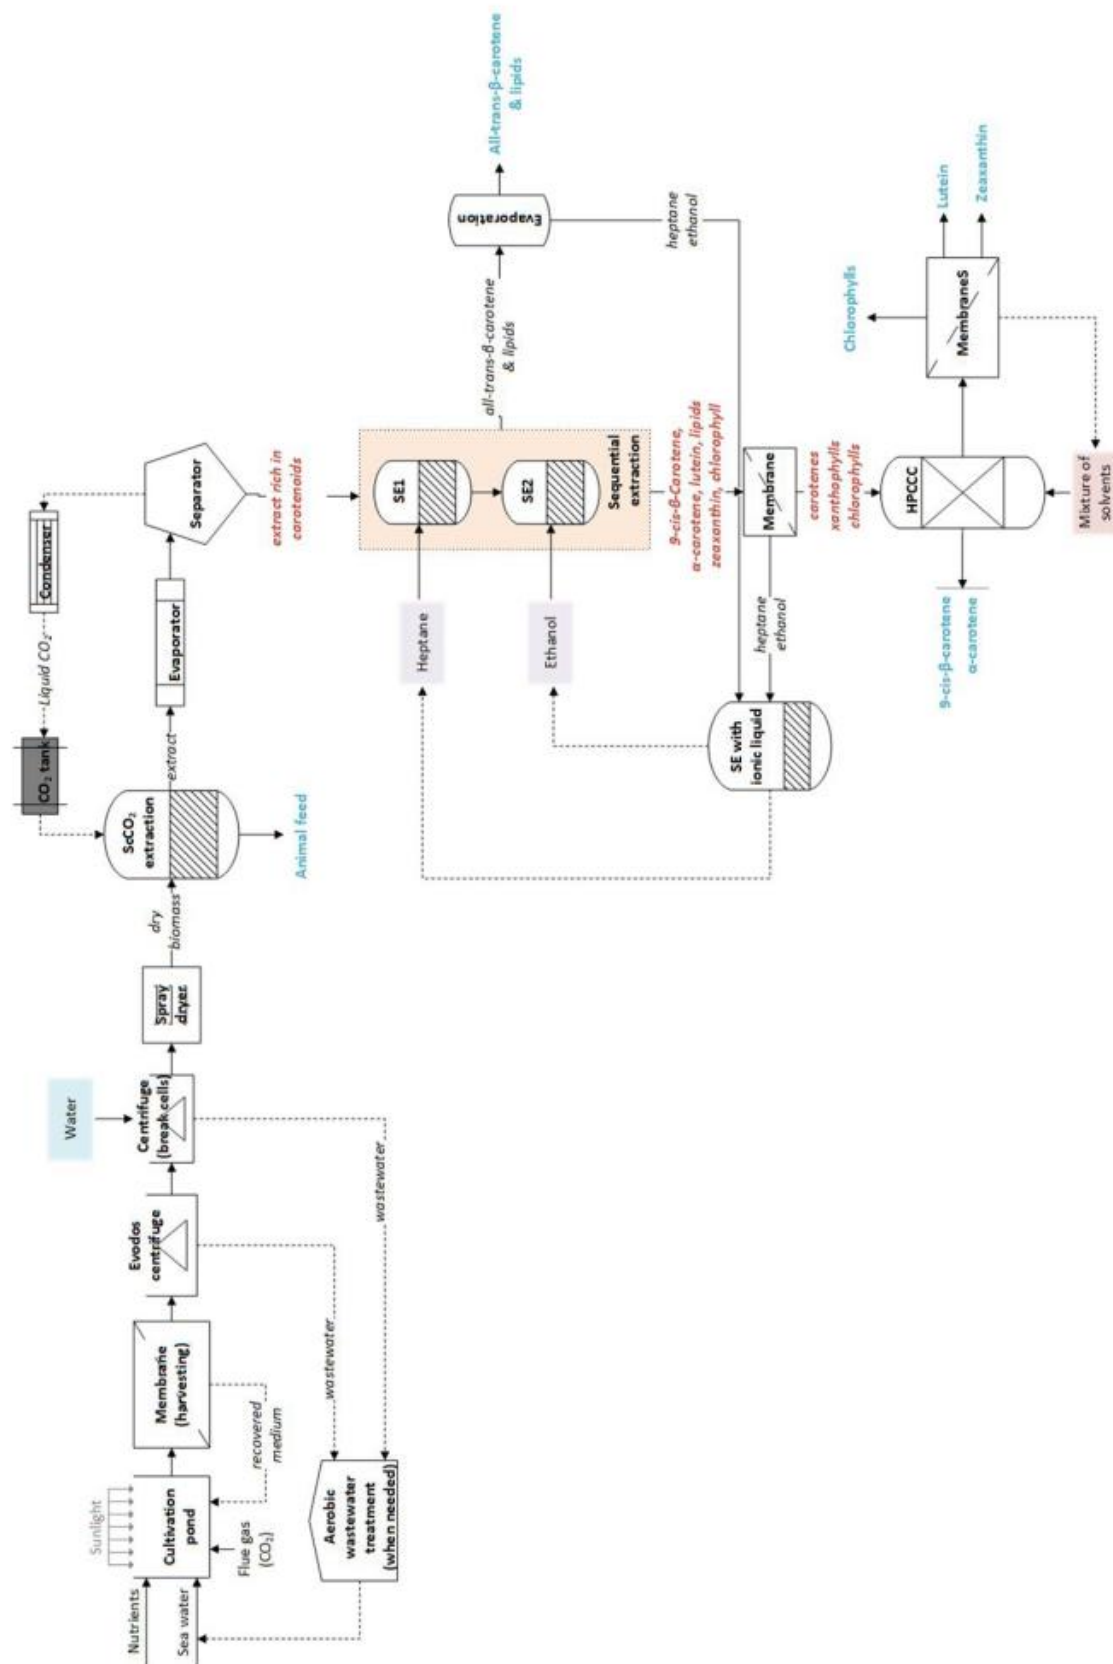 Nutrients
Sea water
Sunlight
Cultivation
pond
Flue gas
(CO₂)
recovered
medium
Membrane
(harvesting)
Evodos
centrifuge
wastewater
Aerobic
wastewater
treatment
(when needed)
Water
Centrifuge
(break cells)
wastewater
Spray
dryer
dry
biomass
ScCO₂
extraction
Animal feed
CO₂ tank
Liquid CO₂
Condenser
extract
Evaporator
Separator
extract rich in
carotenoids
Heptane
Ethanol
SE1
SE2
Sequential
extraction
all-trans-β-carotene
& lipids
Evaporation
All-trans-β-carotene
& lipids
heptane
ethanol
9-cis-β-Carotene,
α-carotene, lutein, lipids
zeaxanthin, chlorophyll
SE with
ionic liquid
heptane
ethanol
Membrane
carotenes
xanthophylls
chlorophylls
HPCCC
9-cis-β-carotene
α-carotene
Mixture of
solvents
MembraneS
Chlorophylls
Lutein
Zeaxanthin